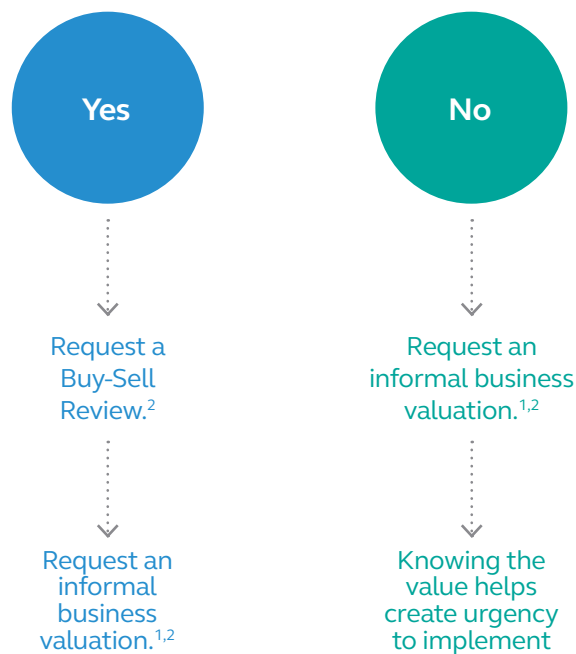 Yes
Request a
Buy-Sell
Review.²
Request an
informal
business
valuation.¹,²
No
Request an
informal business
valuation.¹,²
Knowing the
value helps
create urgency
to implement